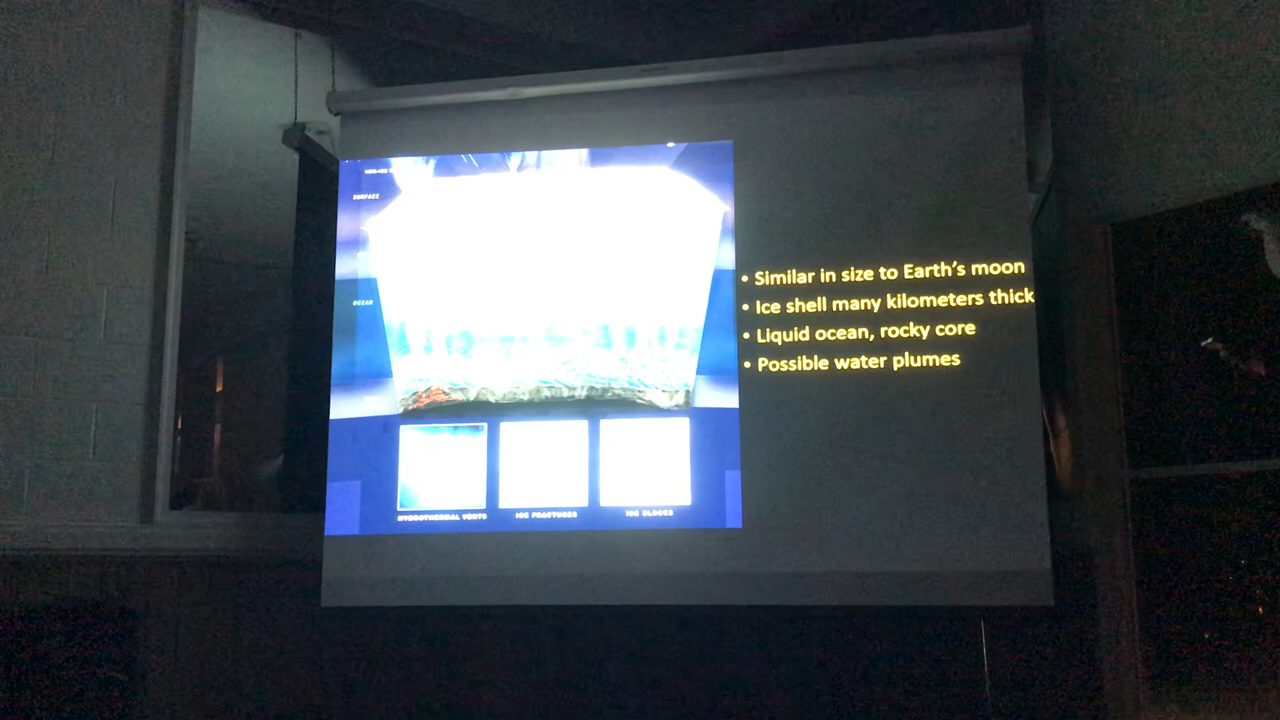 SURFACE
OCEAN
HYDROTHERMAL VENTS
ICE FRACTURES
ICE BLOCKS
• Similar in size to Earth's moon
• Ice shell many kilometers thick
• Liquid ocean, rocky core
• Possible water plumes